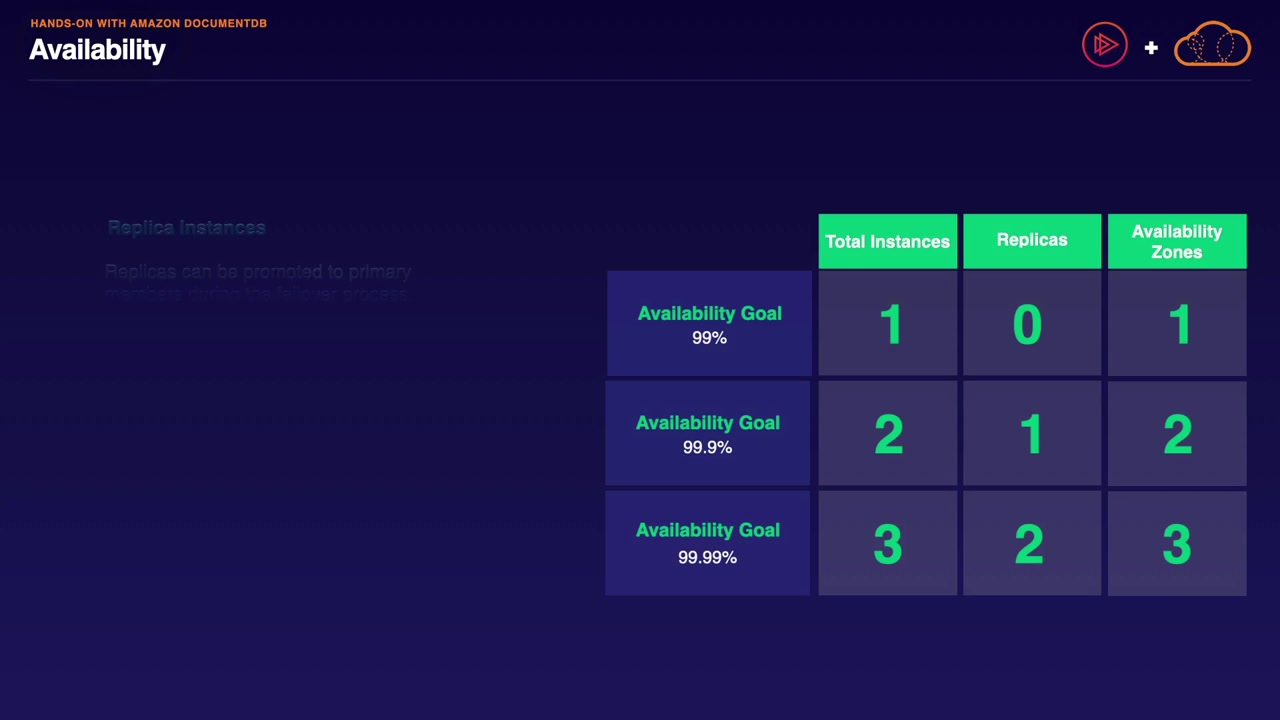 HANDS-ON WITH AMAZON DOCUMENTDB
Availability
+
Replica Instances
Replicas can be promoted to primary
members during the failover process.
Total Instances Replicas Availability
Zones
Availability Goal
99%
1 0 1
Availability Goal
99.9%
2 1 2
Availability Goal
99.99%
3 2 3